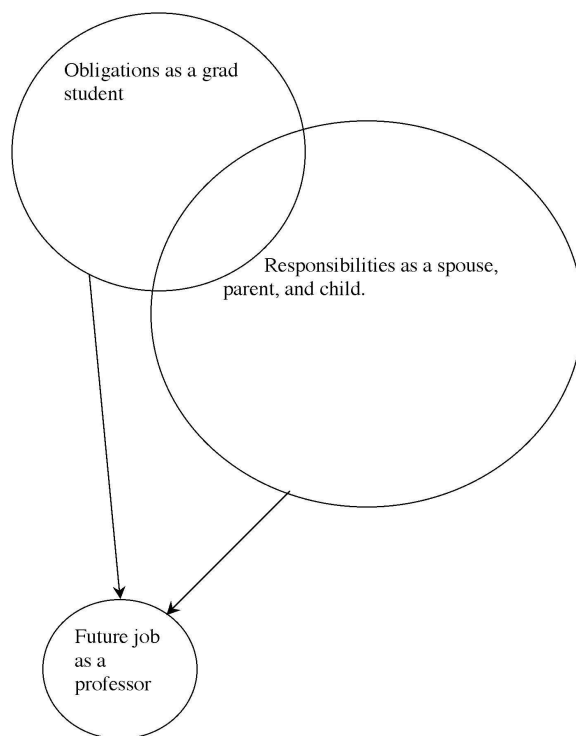 Obligations as a grad
student
Responsibilities as a spouse,
parent, and child.
Future job
as a
professor